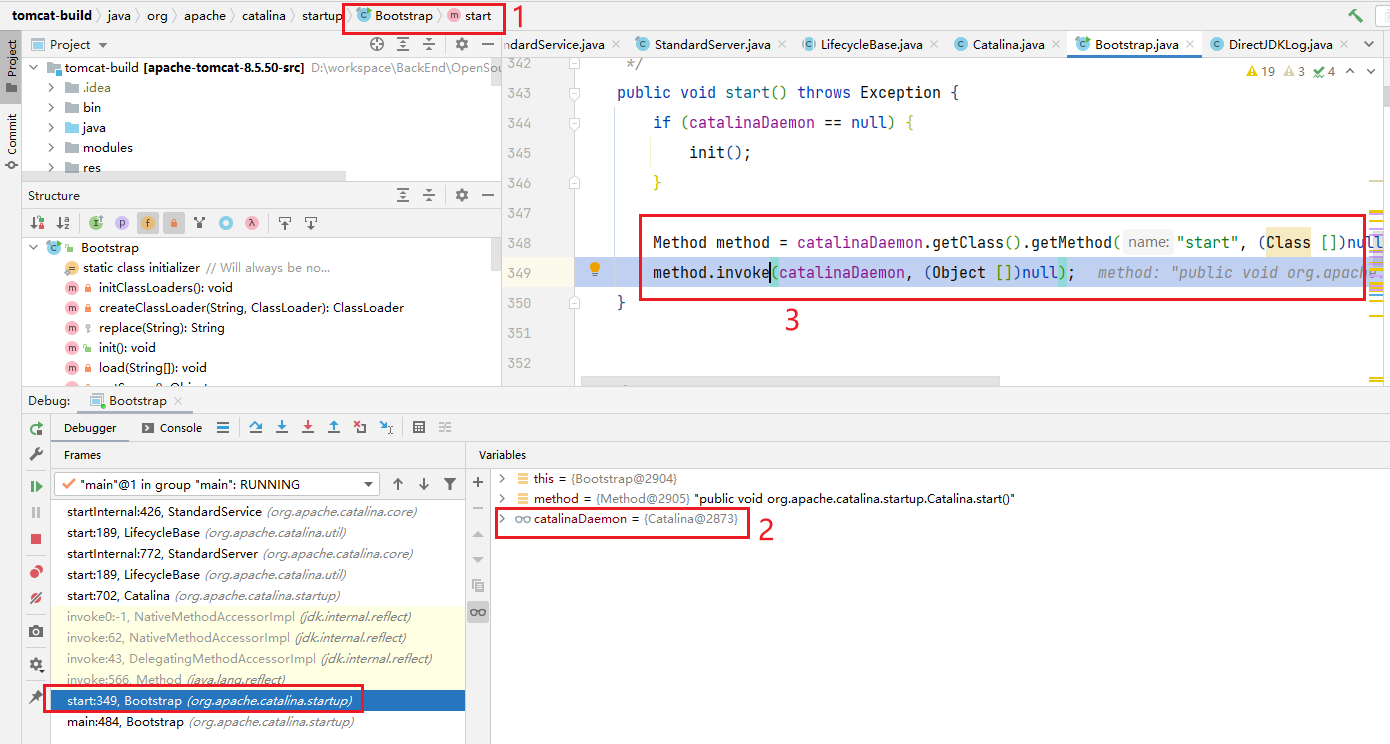 tomcat-build java org apache catalina startup Bootstrap start 1
Project
Commit
Project
tomcat-build [apache-tomcat-8.5.50-src] D:\workspace\BackEnd\OpenSou
.idea
bin
java
modules
res
Structure
Bootstrap
static class initializer // Will always be no...
initClassLoaders(): void
createClassLoader(String, ClassLoader): ClassLoader
replace(String): String
init(): void
load(String[]): void
ndardService.java StandardServer.java LifecycleBase.java Catalina.java Bootstrap.java DirectJDKLog.java
19 3 4
342 */
343 public void start() throws Exception {
344 if (catalinaDaemon == null) {
345 init();
346 }
347
348 Method method = catalinaDaemon.getClass().getMethod( name: "start", (Class [])null
349 method.invoke(catalinaDaemon, (Object [])null); method: "public void org.apache
350 }
3
351
352
Debug: Bootstrap
Debugger Console
Frames
"main"@1 in group "main": RUNNING
startInternal:426, StandardService (org.apache.catalina.core)
start:189, LifecycleBase (org.apache.catalina.util)
startInternal:772, StandardServer (org.apache.catalina.core)
start:189, LifecycleBase (org.apache.catalina.util)
start:702, Catalina (org.apache.catalina.startup)
invoke0:-1, NativeMethodAccessorImpl (jdk.internal.reflect)
invoke:62, NativeMethodAccessorImpl (jdk.internal.reflect)
invoke:43, DelegatingMethodAccessorImpl (jdk.internal.reflect)
invoke:566, Method (java.lang.reflect)
start:349, Bootstrap (org.apache.catalina.startup)
main:484, Bootstrap (org.apache.catalina.startup)
Variables
this = {Bootstrap@2904}
method = {Method@2905} "public void org.apache.catalina.startup.Catalina.start()"
catalinaDaemon = {Catalina@2873} 2